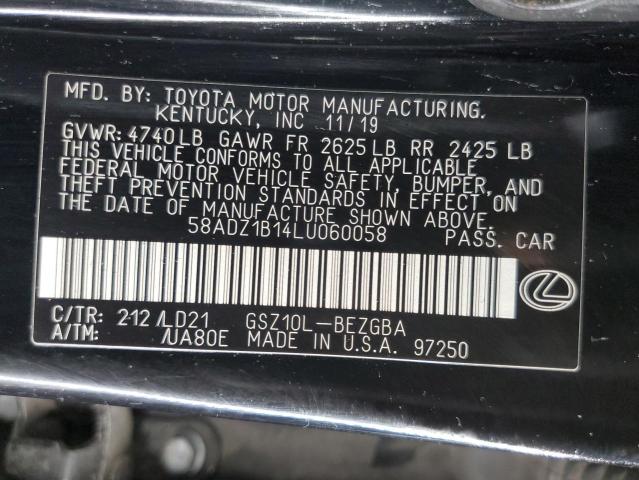 MFD. BY: TOYOTA MOTOR MANUFACTURING,
KENTUCKY, INC 11/19
GVWR: 4740LB GAWR FR 2625LB RR 2425 LB
THIS VEHICLE CONFORMS TO ALL APPLICABLE
FEDERAL MOTOR VEHICLE SAFETY, BUMPER, AND
THEFT PREVENTION STANDARDS IN EFFECT ON
THE DATE OF MANUFACTURE SHOWN ABOVE.
58ADZ1B14LU060058 PASS. CAR
C/TR: 212/LD21 GSZ10L-BEZGBA
A/TM: /UA80E MADE IN U.S.A. 97250